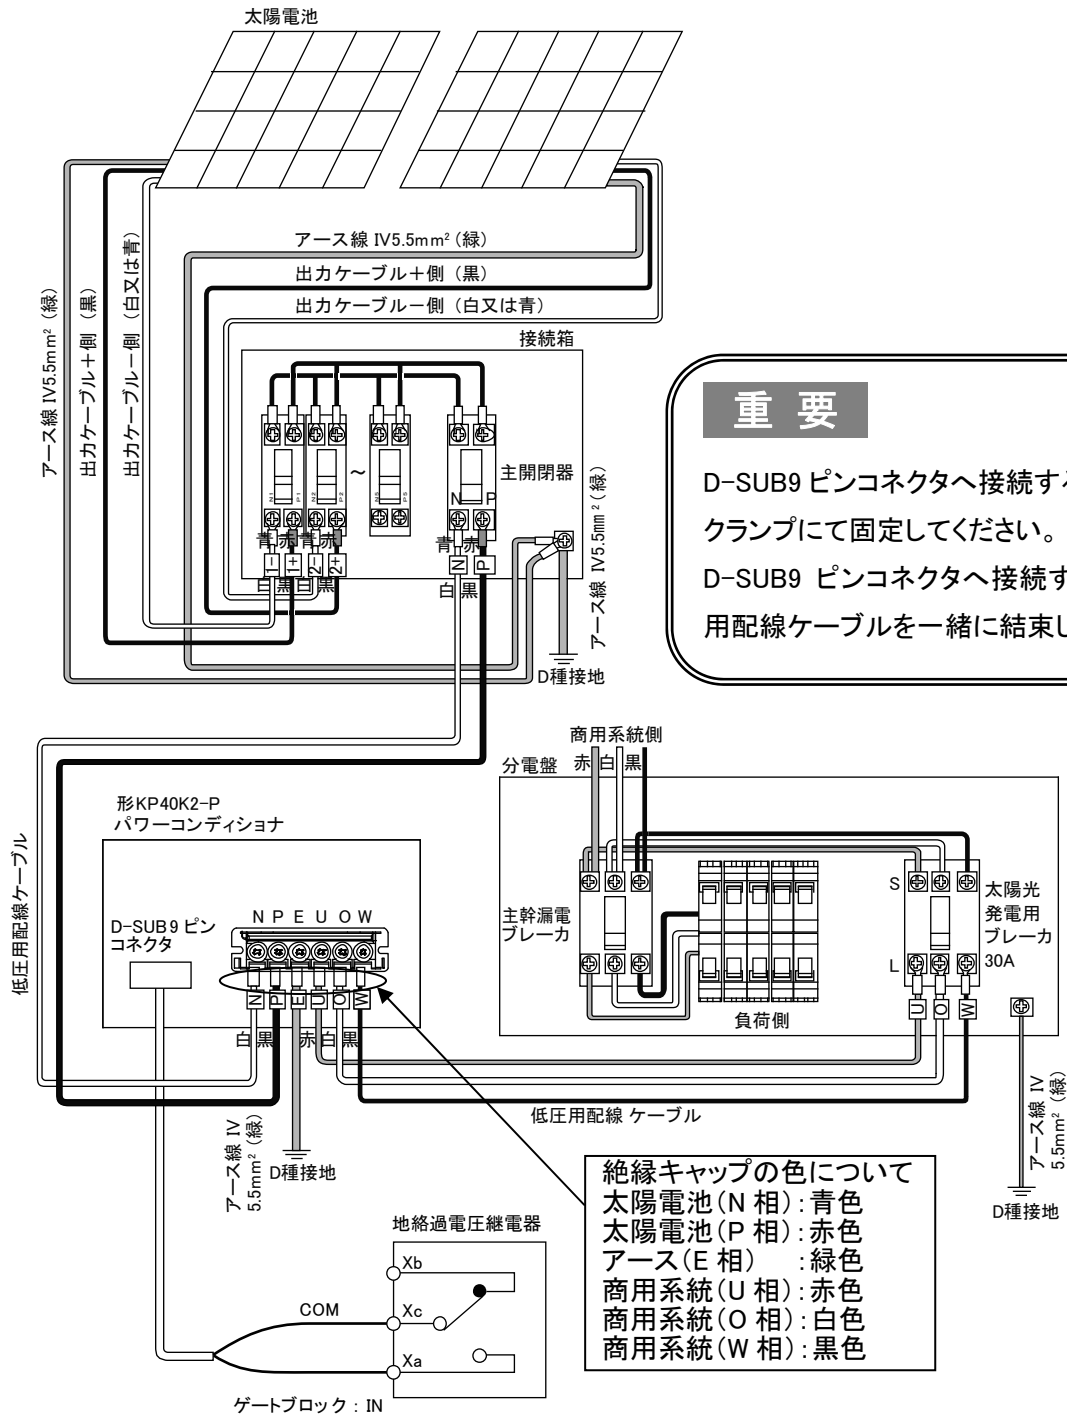 太陽電池
アース線 IV5.5mm² (緑)
出力ケーブル＋側 (黒)
出力ケーブルー側 (白又は青)
アース線 IV5.5mm² (緑)
出力ケーブル＋側 (黒)
出力ケーブルー側 (白又は青)
接続箱
N1 P1 N2 P2 ～ N5 P5
主開閉器
N P
青 赤 青 赤
青 赤
1- 1+ 2- 2+
N P
白 黒 白 黒
白 黒
アース線 IV5.5mm² (緑)
D種接地
重 要
D-SUB9 ピンコネクタへ接続する
クランプにて固定してください。
D-SUB9 ピンコネクタへ接続す
用配線ケーブルを一緒に結束し
商用系統側
分電盤
赤 白 黒
形KP40K2-P
パワーコンディショナ
D-SUB9 ピン
コネクタ
N P E U O W
N P E U O W
白 黒 赤 白 黒
低圧用配線ケーブル
主幹漏電
ブレーカ
負荷側
S
L
太陽光
発電用
ブレーカ
30A
U O W
低圧用配線 ケーブル
アース線 IV
5.5mm² (緑)
D種接地
アース線 IV
5.5mm² (緑)
D種接地
絶縁キャップの色について
太陽電池(N 相)：青色
太陽電池(P 相)：赤色
アース(E 相) ：緑色
商用系統(U 相)：赤色
商用系統(O 相)：白色
商用系統(W 相)：黒色
地絡過電圧継電器
Xb
COM
Xc
Xa
ゲートブロック : IN